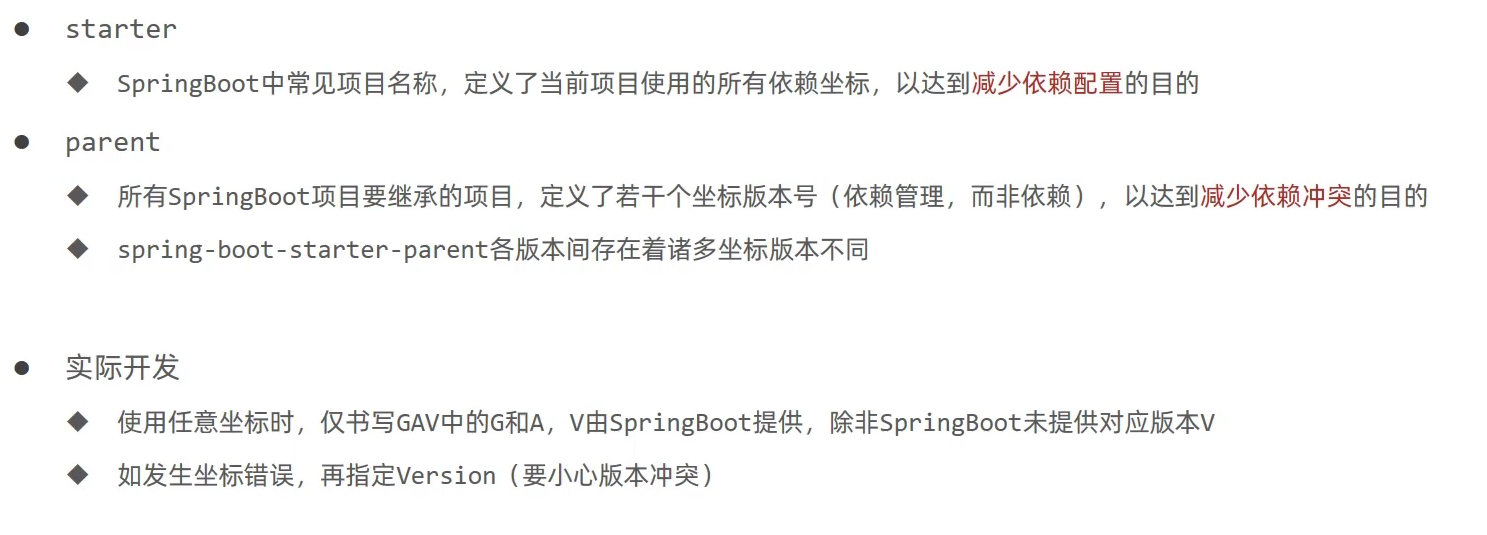 ● starter
◆ SpringBoot中常见项目名称，定义了当前项目使用的所有依赖坐标，以达到减少依赖配置的目的
● parent
◆ 所有SpringBoot项目要继承的项目，定义了若干个坐标版本号（依赖管理，而非依赖），以达到减少依赖冲突的目的
◆ spring-boot-starter-parent各版本间存在着诸多坐标版本不同
● 实际开发
◆ 使用任意坐标时，仅书写GAV中的G和A，V由SpringBoot提供，除非SpringBoot未提供对应版本V
◆ 如发生坐标错误，再指定Version（要小心版本冲突）